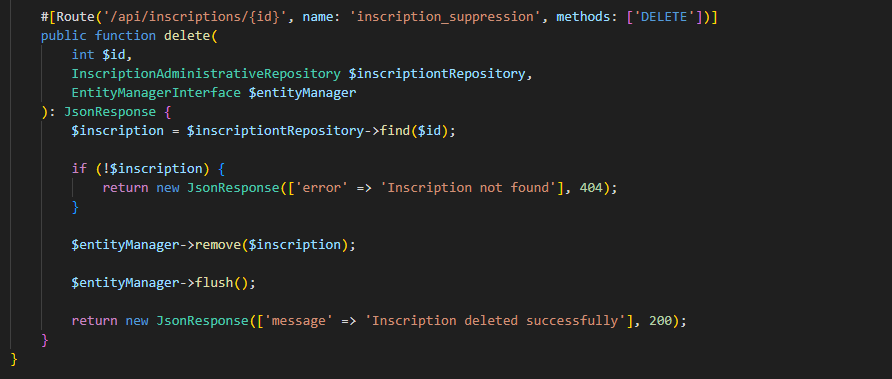 #[Route('/api/inscriptions/{id}', name: 'inscription_suppression', methods: ['DELETE'])]
public function delete(
int $id,
InscriptionAdministrativeRepository $inscriptiontRepository,
EntityManagerInterface $entityManager
): JsonResponse {
$inscription = $inscriptiontRepository->find($id);
if (!$inscription) {
return new JsonResponse(['error' => 'Inscription not found'], 404);
}
$entityManager->remove($inscription);
$entityManager->flush();
return new JsonResponse(['message' => 'Inscription deleted successfully'], 200);
}
}